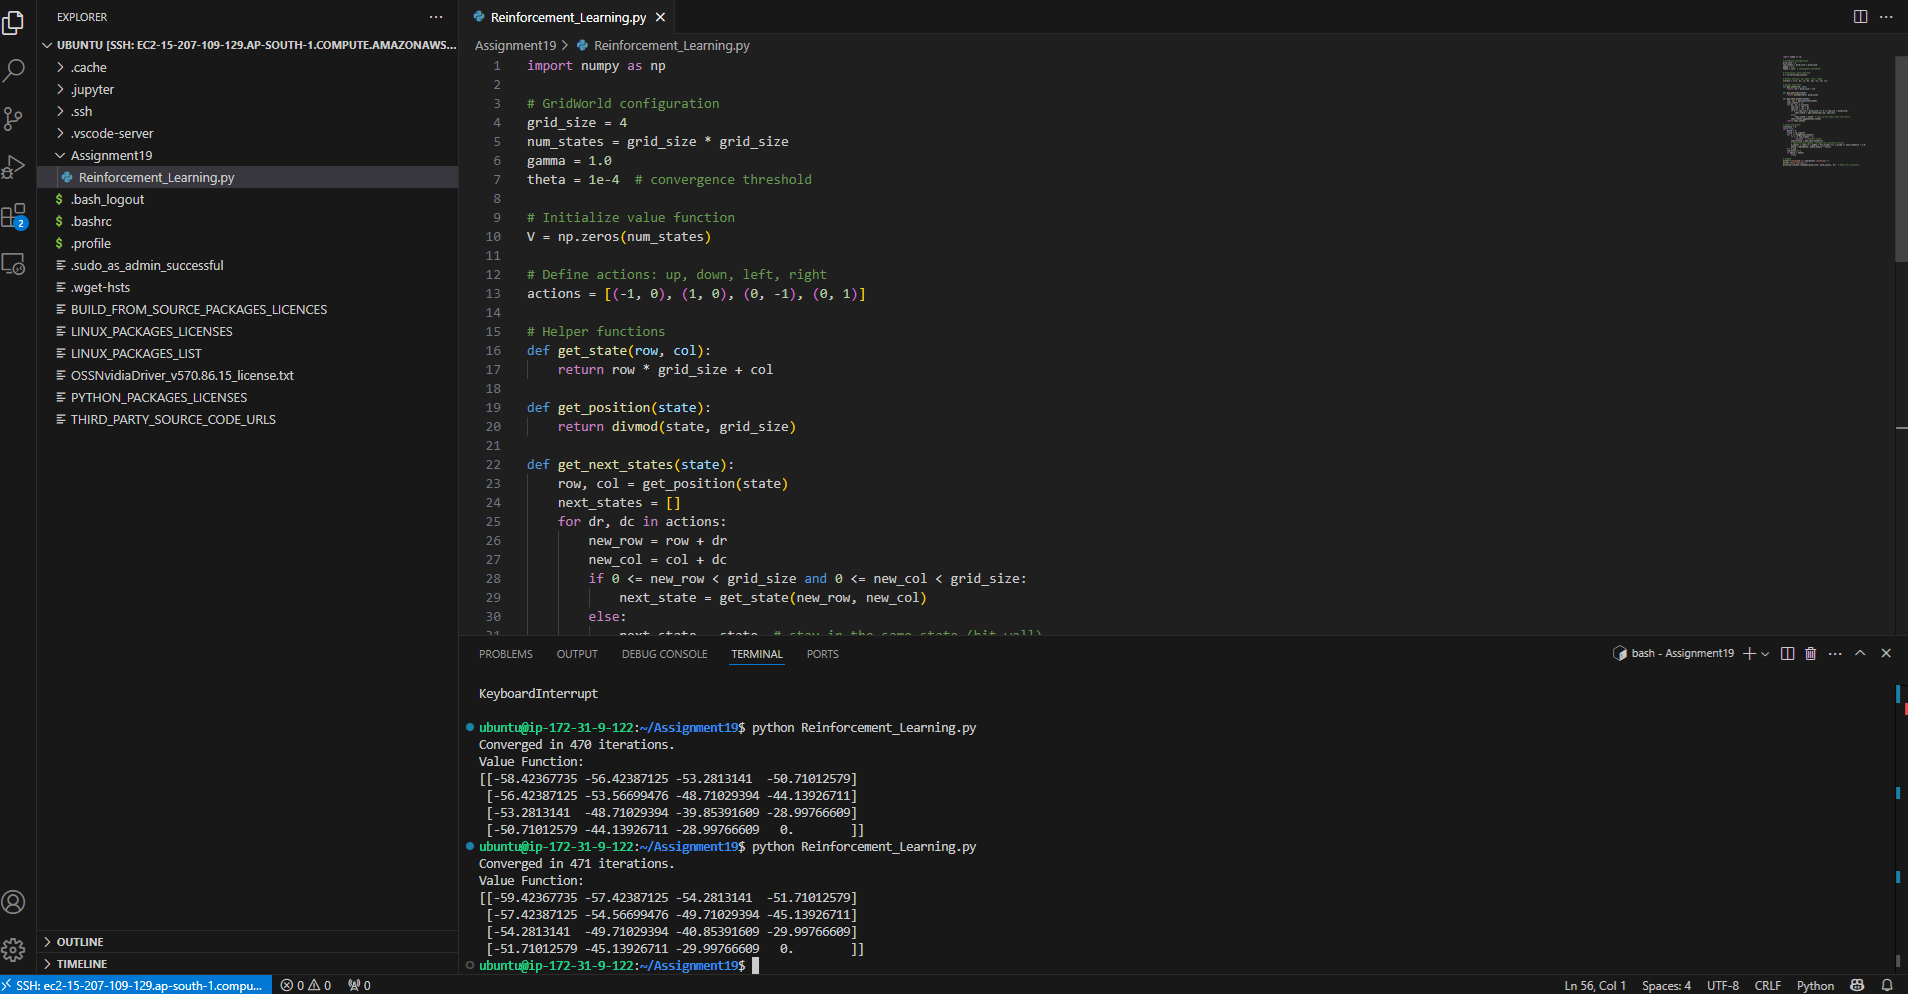 EXPLORER
UBUNTU [SSH: EC2-15-207-109-129.AP-SOUTH-1.COMPUTE.AMAZONAWS...
.cache
.jupyter
.ssh
.vscode-server
Assignment19
Reinforcement_Learning.py
$ .bash_logout
$ .bashrc
$ .profile
.sudo_as_admin_successful
.wget-hsts
BUILD_FROM_SOURCE_PACKAGES_LICENCES
LINUX_PACKAGES_LICENSES
LINUX_PACKAGES_LIST
OSSNvidiaDriver_v570.86.15_license.txt
PYTHON_PACKAGES_LICENSES
THIRD_PARTY_SOURCE_CODE_URLS
2
OUTLINE
TIMELINE
Reinforcement_Learning.py
Assignment19 > Reinforcement_Learning.py
1 import numpy as np
2
3 # GridWorld configuration
4 grid_size = 4
5 num_states = grid_size * grid_size
6 gamma = 1.0
7 theta = 1e-4  # convergence threshold
8
9 # Initialize value function
10 V = np.zeros(num_states)
11
12 # Define actions: up, down, left, right
13 actions = [(-1, 0), (1, 0), (0, -1), (0, 1)]
14
15 # Helper functions
16 def get_state(row, col):
17     return row * grid_size + col
18
19 def get_position(state):
20     return divmod(state, grid_size)
21
22 def get_next_states(state):
23     row, col = get_position(state)
24     next_states = []
25     for dr, dc in actions:
26         new_row = row + dr
27         new_col = col + dc
28         if 0 <= new_row < grid_size and 0 <= new_col < grid_size:
29             next_state = get_state(new_row, new_col)
30         else:
31             next_state = state  # stay in the same state (hit wall)
PROBLEMS OUTPUT DEBUG CONSOLE TERMINAL PORTS
bash - Assignment19
KeyboardInterrupt
ubuntu@ip-172-31-9-122:~/Assignment19$ python Reinforcement_Learning.py
Converged in 470 iterations.
Value Function:
[[-58.42367735 -56.42387125 -53.2813141  -50.71012579]
 [-56.42387125 -53.56699476 -48.71029394 -44.13926711]
 [-53.2813141  -48.71029394 -39.85391609 -28.99766609]
 [-50.71012579 -44.13926711 -28.99766609   0.        ]]
ubuntu@ip-172-31-9-122:~/Assignment19$ python Reinforcement_Learning.py
Converged in 471 iterations.
Value Function:
[[-59.42367735 -57.42387125 -54.2813141  -51.71012579]
 [-57.42387125 -54.56699476 -49.71029394 -45.13926711]
 [-54.2813141  -49.71029394 -40.85391609 -29.99766609]
 [-51.71012579 -45.13926711 -29.99766609   0.        ]]
ubuntu@ip-172-31-9-122:~/Assignment19$
SSH: ec2-15-207-109-129.ap-south-1.compu... 0 0 0
Ln 56, Col 1 Spaces: 4 UTF-8 CRLF Python